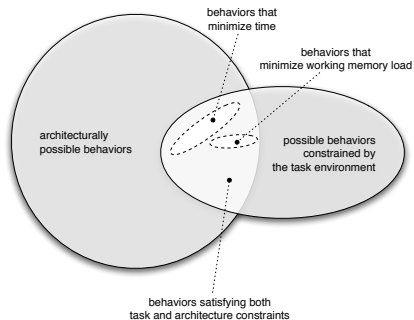 behaviors that
minimize time
behaviors that
minimize working memory load
architecturally
possible behaviors
possible behaviors
constrained by
the task environment
behaviors satisfying both
task and architecture constraints